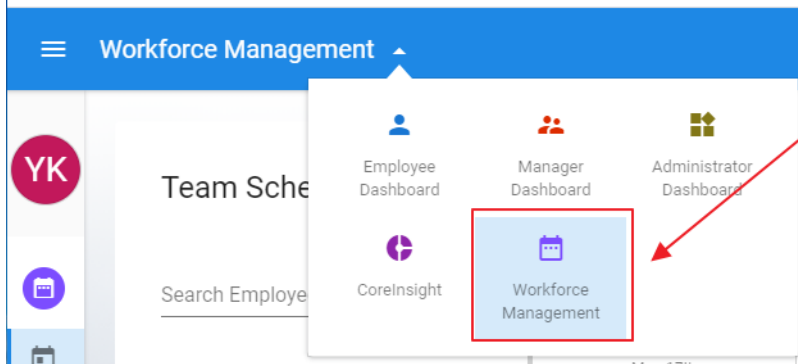 Workforce Management
YK
Team Sche
Search Employe
Employee
Dashboard
Manager
Dashboard
Administrator
Dashboard
CoreInsight
Workforce
Management